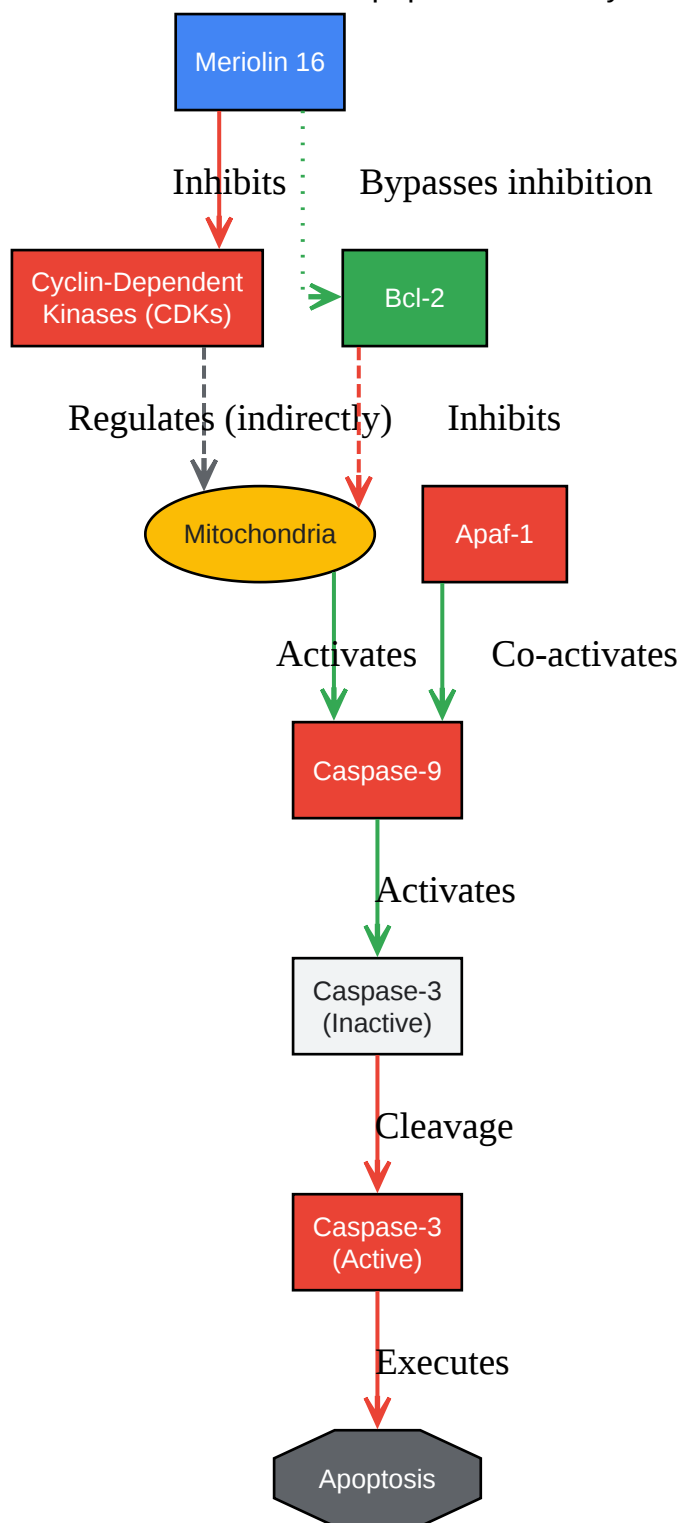 Meriolin 16
Inhibits
Bypasses inhibition
Cyclin-Dependent
Kinases (CDKs)
Bcl-2
Regulates (indirectly)
Inhibits
Mitochondria
Apaf-1
Activates
Co-activates
Caspase-9
Activates
Caspase-3
(Inactive)
Cleavage
Caspase-3
(Active)
Executes
Apoptosis